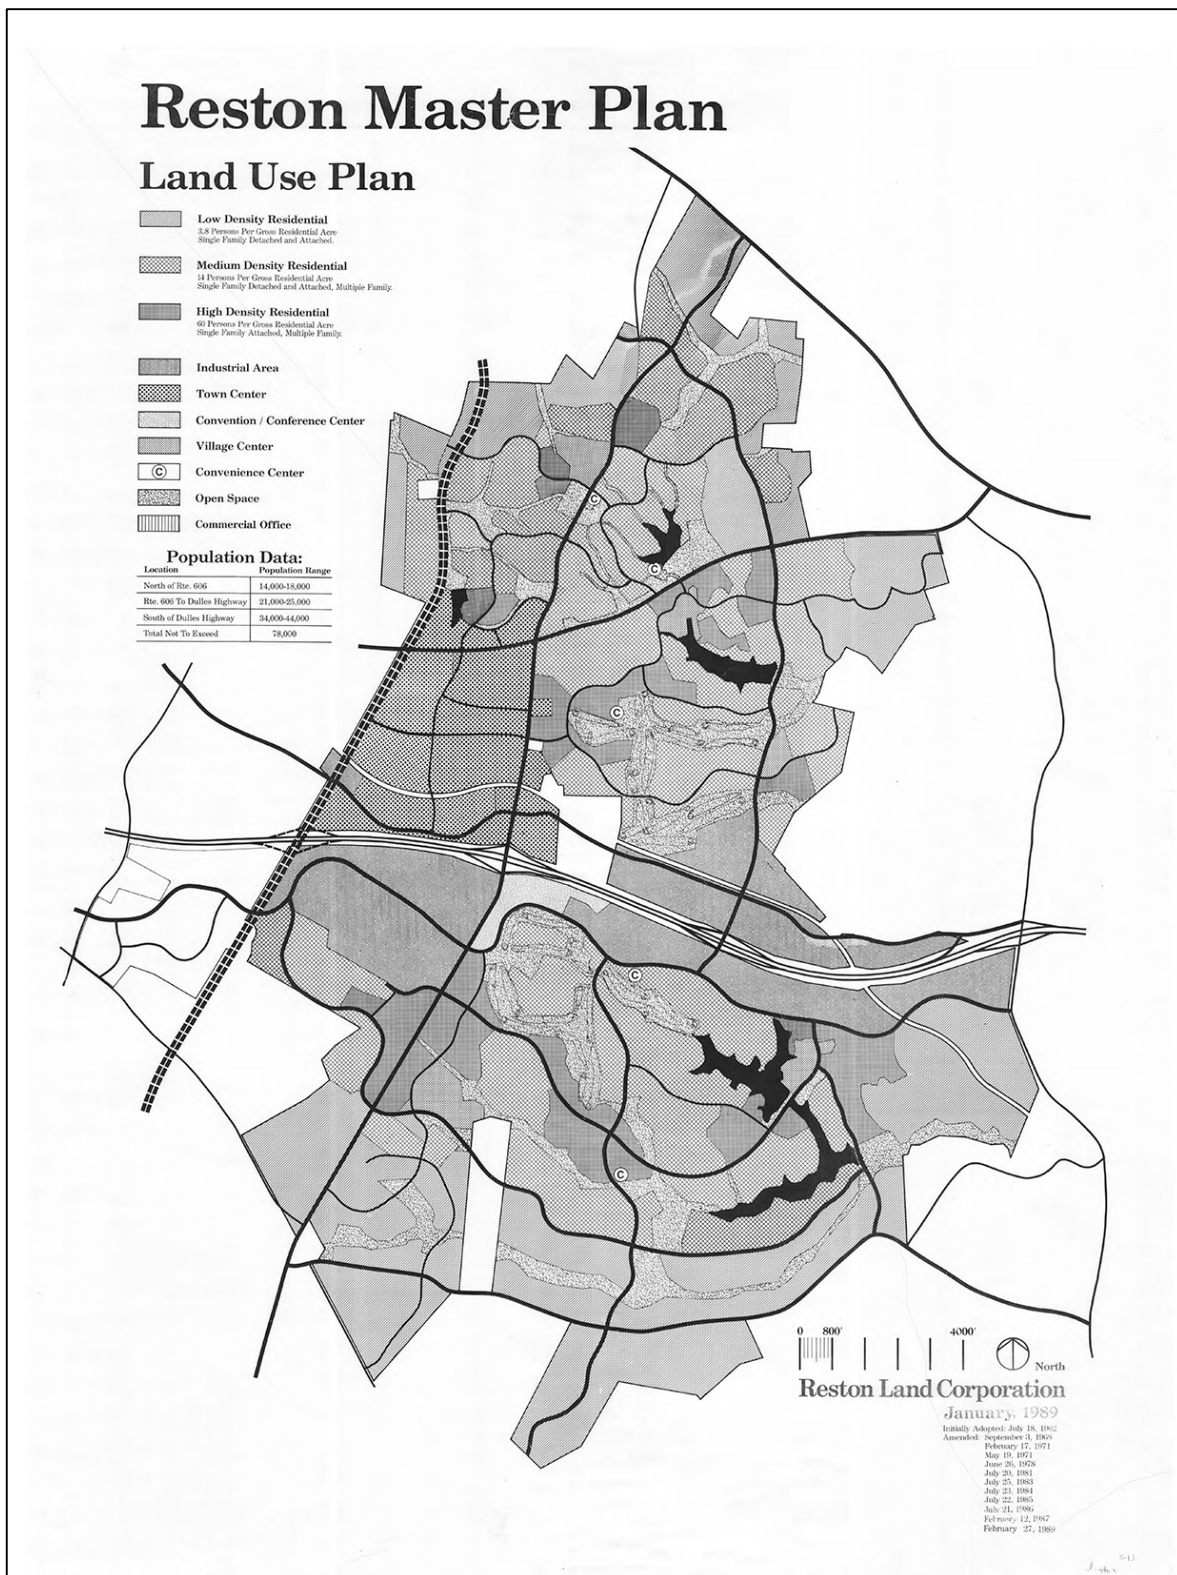 Reston Master Plan
Land Use Plan
Low Density Residential
3.8 Persons Per Gross Residential Acre
Single Family Detached and Attached.
Medium Density Residential
14 Persons Per Gross Residential Acre
Single Family Detached and Attached, Multiple Family.
High Density Residential
60 Persons Per Gross Residential Acre
Single Family Attached, Multiple Family.
Industrial Area
Town Center
Convention / Conference Center
Village Center
C Convenience Center
Open Space
Commercial Office
Population Data:
Location Population Range
North of Rte. 606 14,000-18,000
Rte. 606 To Dulles Highway 21,000-25,000
South of Dulles Highway 34,000-44,000
Total Not To Exceed 78,000
C
C
C
C
C
0 800' 4000'
North
Reston Land Corporation
January, 1989
Initially Adopted: July 18, 1962
Amended: September 3, 1968
February 17, 1971
May 19, 1971
June 26, 1978
July 20, 1981
July 25, 1983
July 23, 1984
July 22, 1985
July 21, 1986
February 12, 1987
February 27, 1989